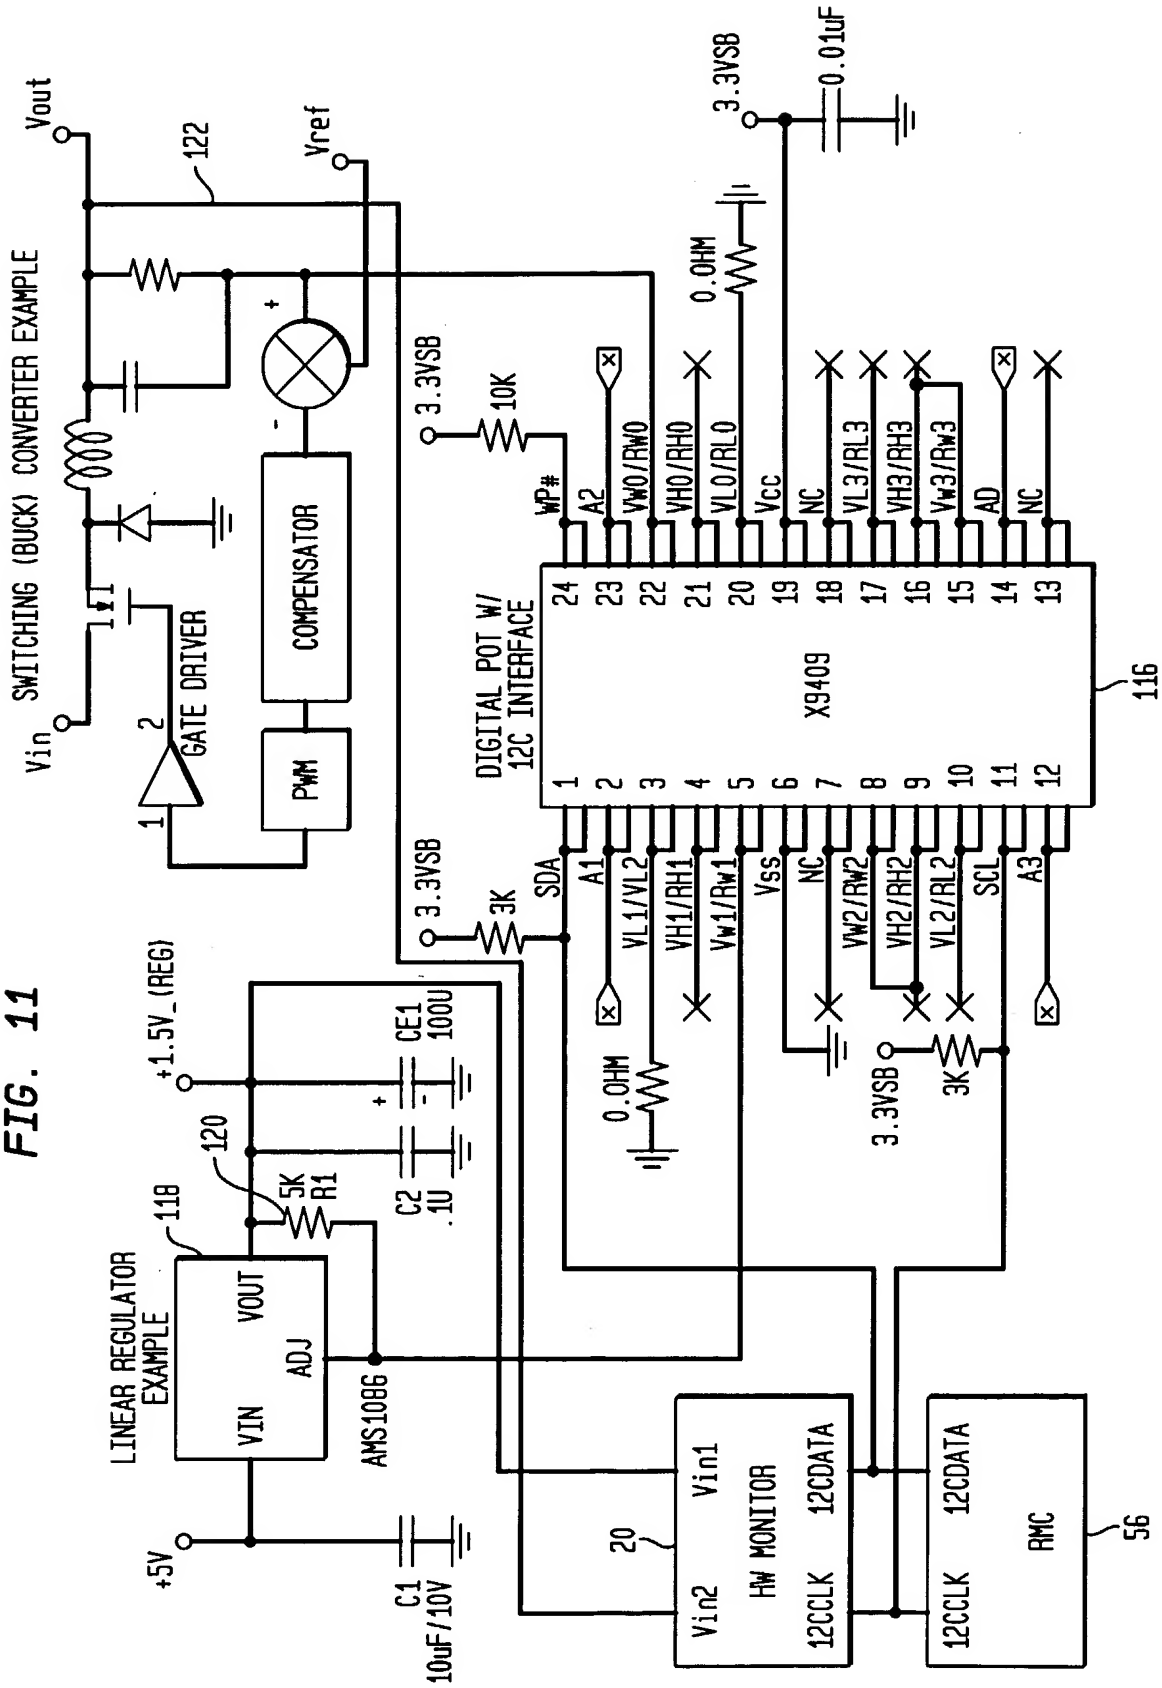 FIG. 11
LINEAR REGULATOR
EXAMPLE
118
VIN
VOUT
ADJ
AMS1086
+5V
C1
10uF/10V
120
5K
R1
+1.5V_(REG)
C2
.1U
+
-
CE1
100U
SWITCHING (BUCK) CONVERTER EXAMPLE
Vin
Vout
122
Vref
1
2
GATE DRIVER
PWM
COMPENSATOR
-
+
20
Vin2
Vin1
HW MONITOR
12CCLK
12CDATA
12CCLK
12CDATA
RMC
56
DIGITAL POT W/
12C INTERFACE
X9409
116
3.3VSB
3K
SDA
A1
VL1/VL2
VH1/RH1
Vw1/Rw1
Vss
NC
VW2/RW2
VH2/RH2
VL2/RL2
SCL
A3
1
2
3
4
5
6
7
8
9
10
11
12
X
0.0HM
3.3VSB
3K
X
24
23
22
21
20
19
18
17
16
15
14
13
WP#
A2
VW0/RW0
VH0/RH0
VL0/RL0
Vcc
NC
VL3/RL3
VH3/RH3
Vw3/Rw3
AD
NC
3.3VSB
10K
X
0.0HM
3.3VSB
0.01uF
X